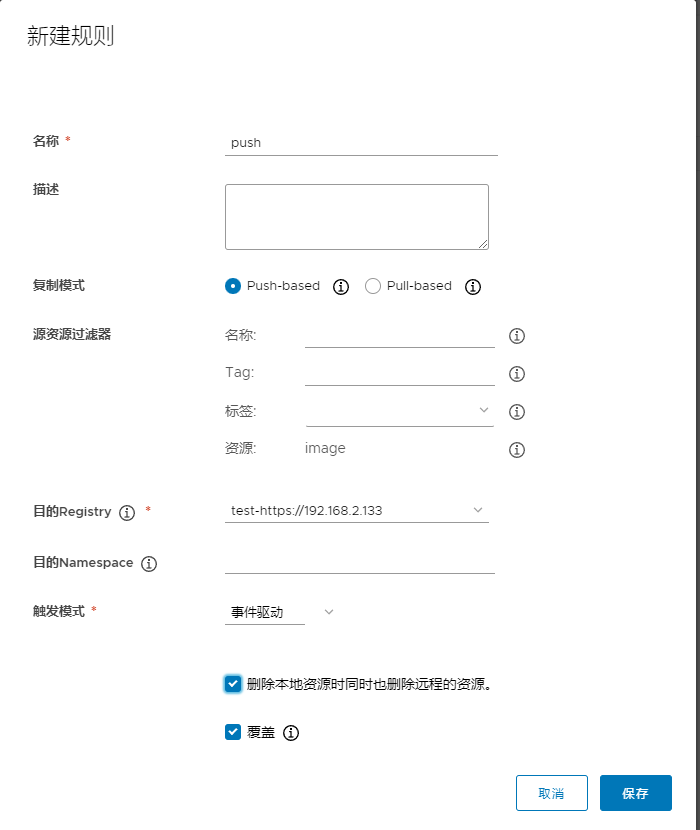 新建规则
名称 *
push
描述
复制模式
Push-based
Pull-based
源资源过滤器
名称:
Tag:
标签:
资源:
image
目的Registry *
test-https://192.168.2.133
目的Namespace
触发模式 *
事件驱动
删除本地资源时同时也删除远程的资源。
覆盖
取消
保存